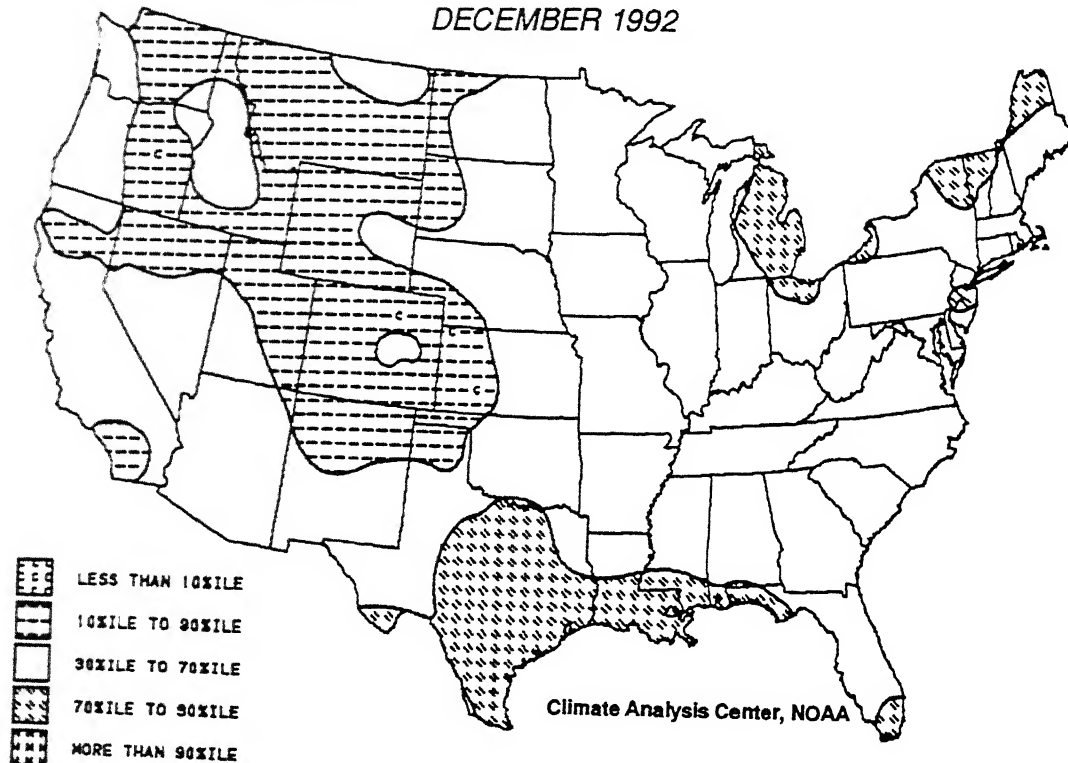 DECEMBER 1992
C
C
C
C
LESS THAN 10%ILE
10%ILE TO 30%ILE
30%ILE TO 70%ILE
70%ILE TO 90%ILE
MORE THAN 90%ILE
Climate Analysis Center, NOAA